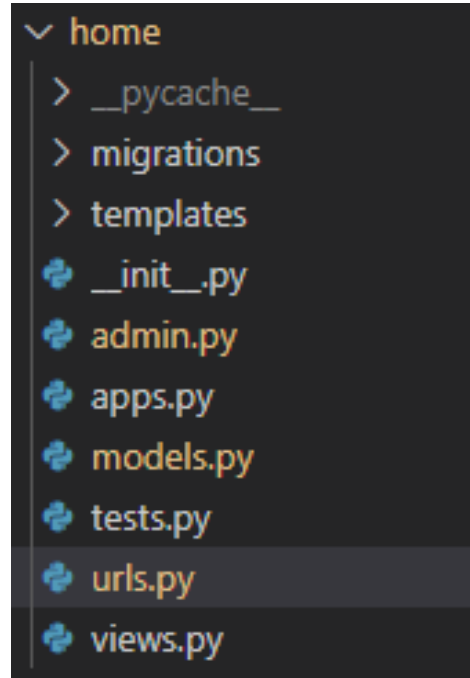 home
__pycache__
migrations
templates
__init__.py
admin.py
apps.py
models.py
tests.py
urls.py
views.py